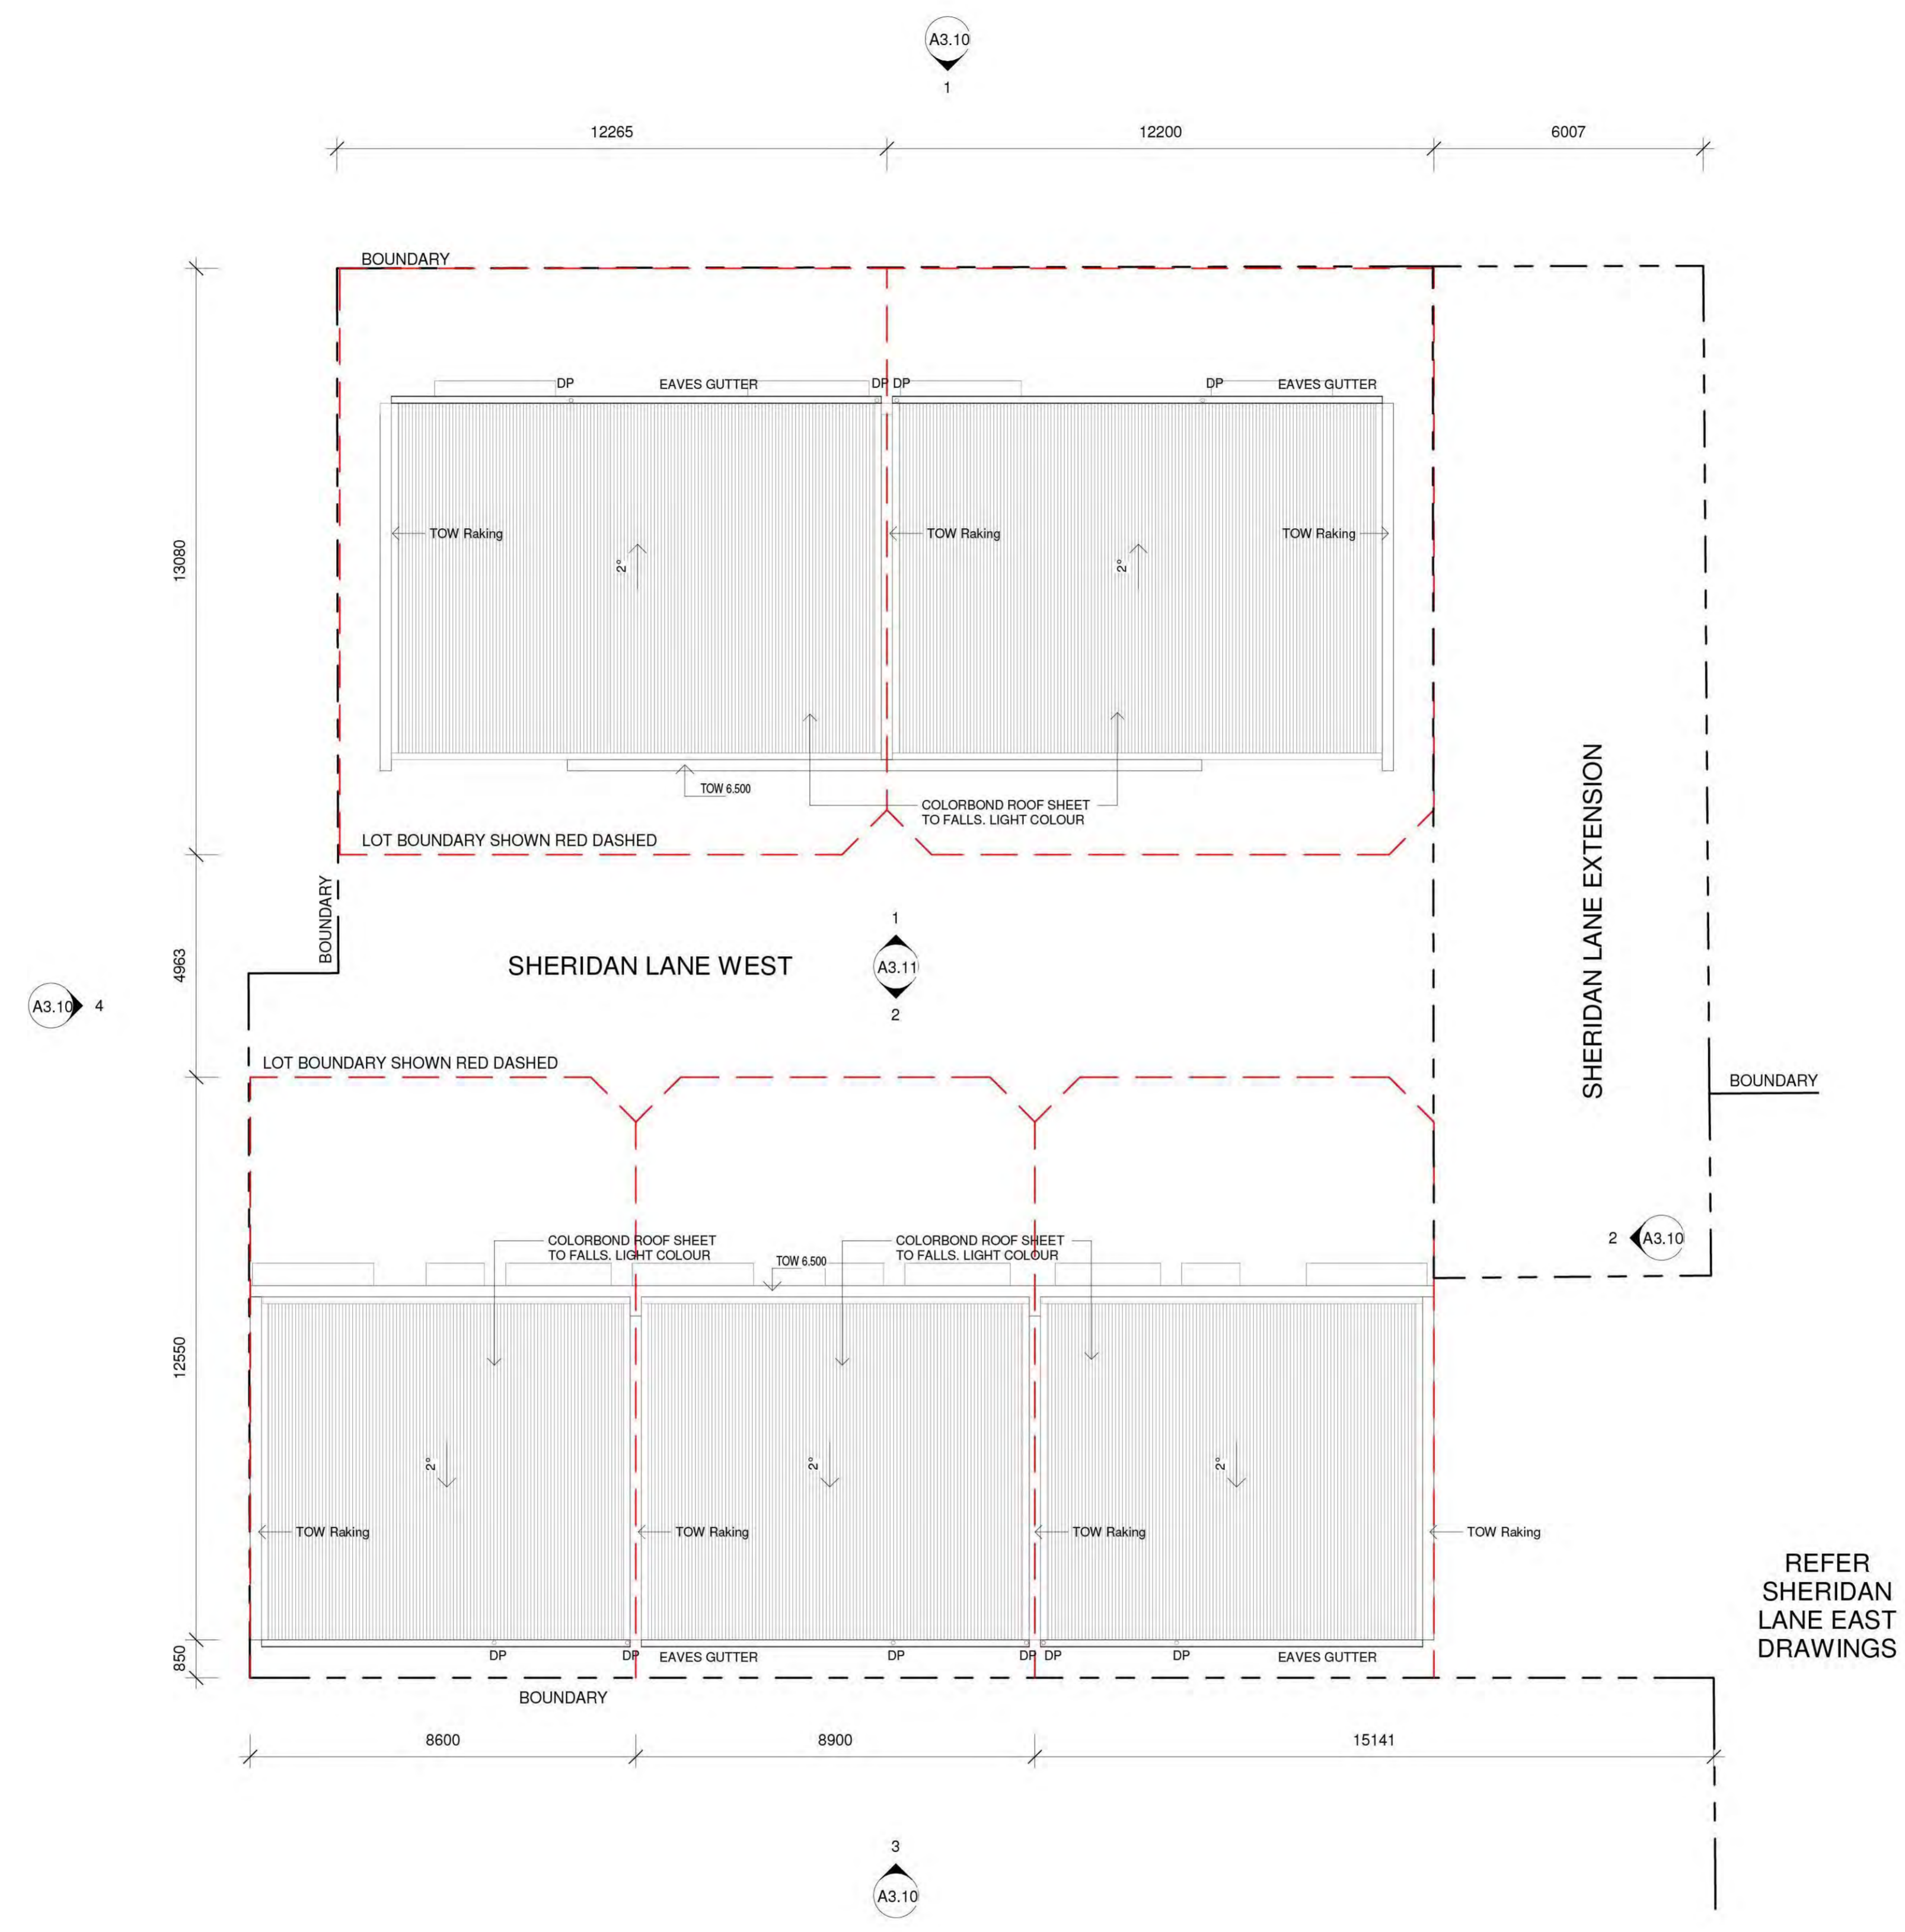 A3.10
1
12265
12200
6007
BOUNDARY
DP
EAVES GUTTER
DP DP
DP
EAVES GUTTER
TOW Raking
TOW Raking
TOW Raking
2°
2°
13080
TOW 6.500
COLORBOND ROOF SHEET
TO FALLS. LIGHT COLOUR
LOT BOUNDARY SHOWN RED DASHED
BOUNDARY
SHERIDAN LANE EXTENSION
1
SHERIDAN LANE WEST
A3.11
2
4963
A3.10
4
LOT BOUNDARY SHOWN RED DASHED
BOUNDARY
COLORBOND ROOF SHEET
TO FALLS. LIGHT COLOUR
TOW 6.500
COLORBOND ROOF SHEET
TO FALLS. LIGHT COLOUR
2
A3.10
12550
2°
2°
2°
TOW Raking
TOW Raking
TOW Raking
TOW Raking
REFER
SHERIDAN
LANE EAST
DRAWINGS
850
DP
DP
EAVES GUTTER
DP
DP DP
DP
EAVES GUTTER
BOUNDARY
8600
8900
15141
3
A3.10